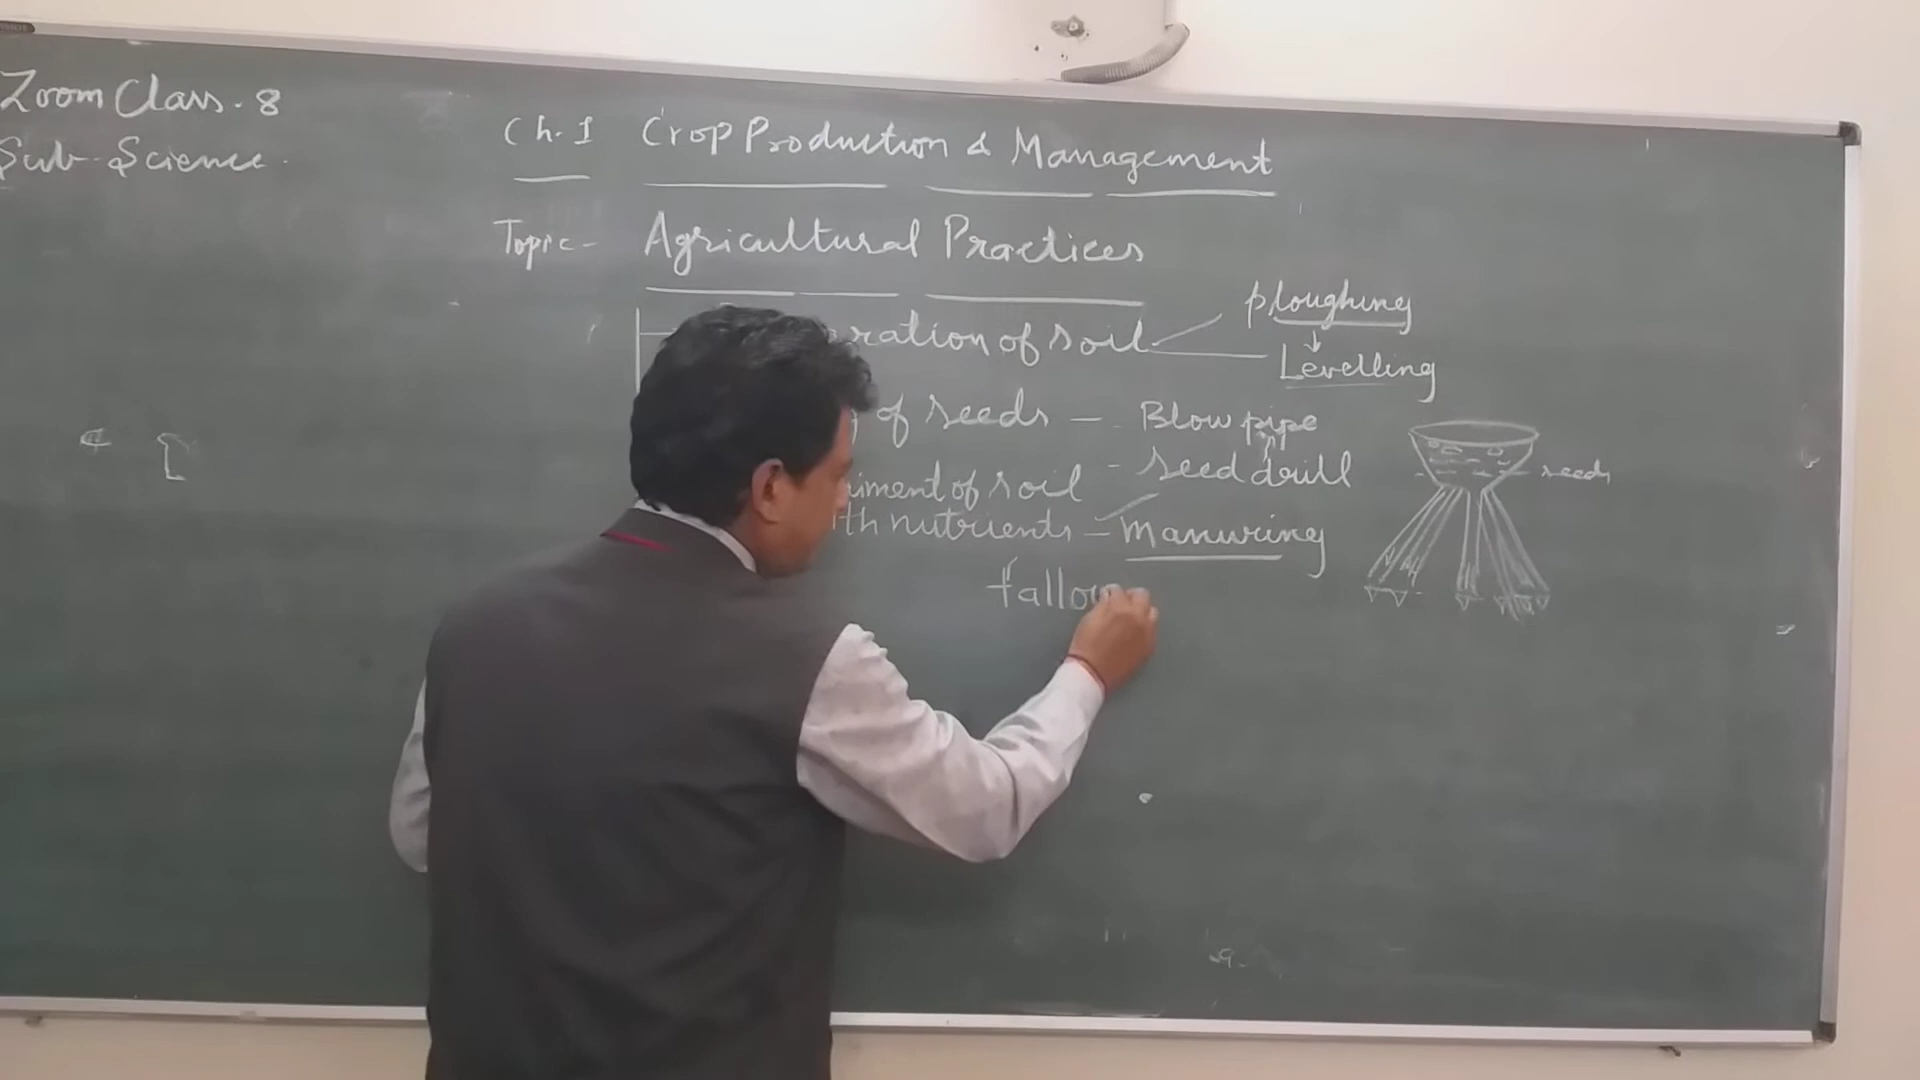 Zoom Class. 8
Sub-Science.
Ch. 1 Crop Production & Management
Topic- Agricultural Practices
ration of soil
ploughing
Levelling
of seeds - - Blow pipe
- seed drill
seeds
iment of soil
ith nutrients - Manuring
fallow